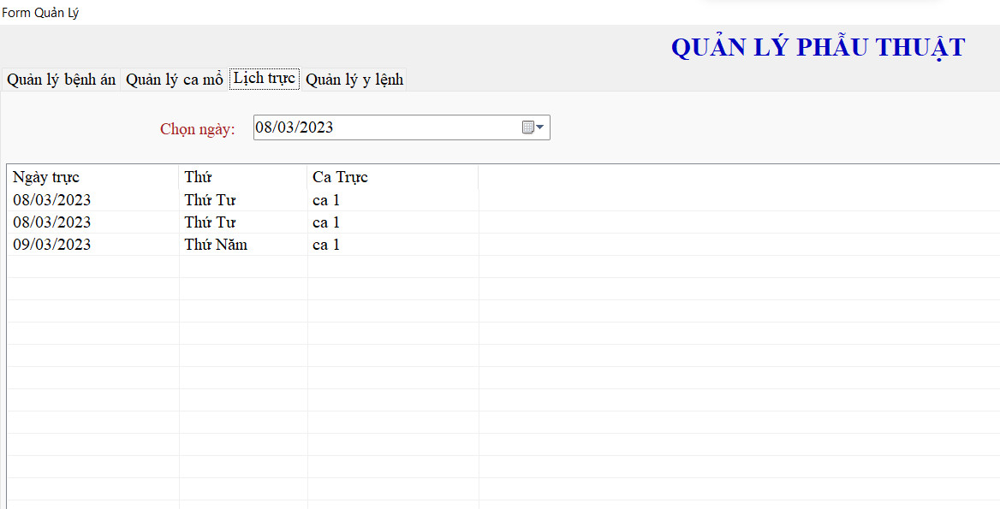 Form Quản Lý
QUẢN LÝ PHẪU THUẬT
Quản lý bệnh án Quản lý ca mổ Lịch trực Quản lý y lệnh
Chọn ngày: 08/03/2023
Ngày trực Thứ Ca Trực
08/03/2023 Thứ Tư ca 1
08/03/2023 Thứ Tư ca 1
09/03/2023 Thứ Năm ca 1